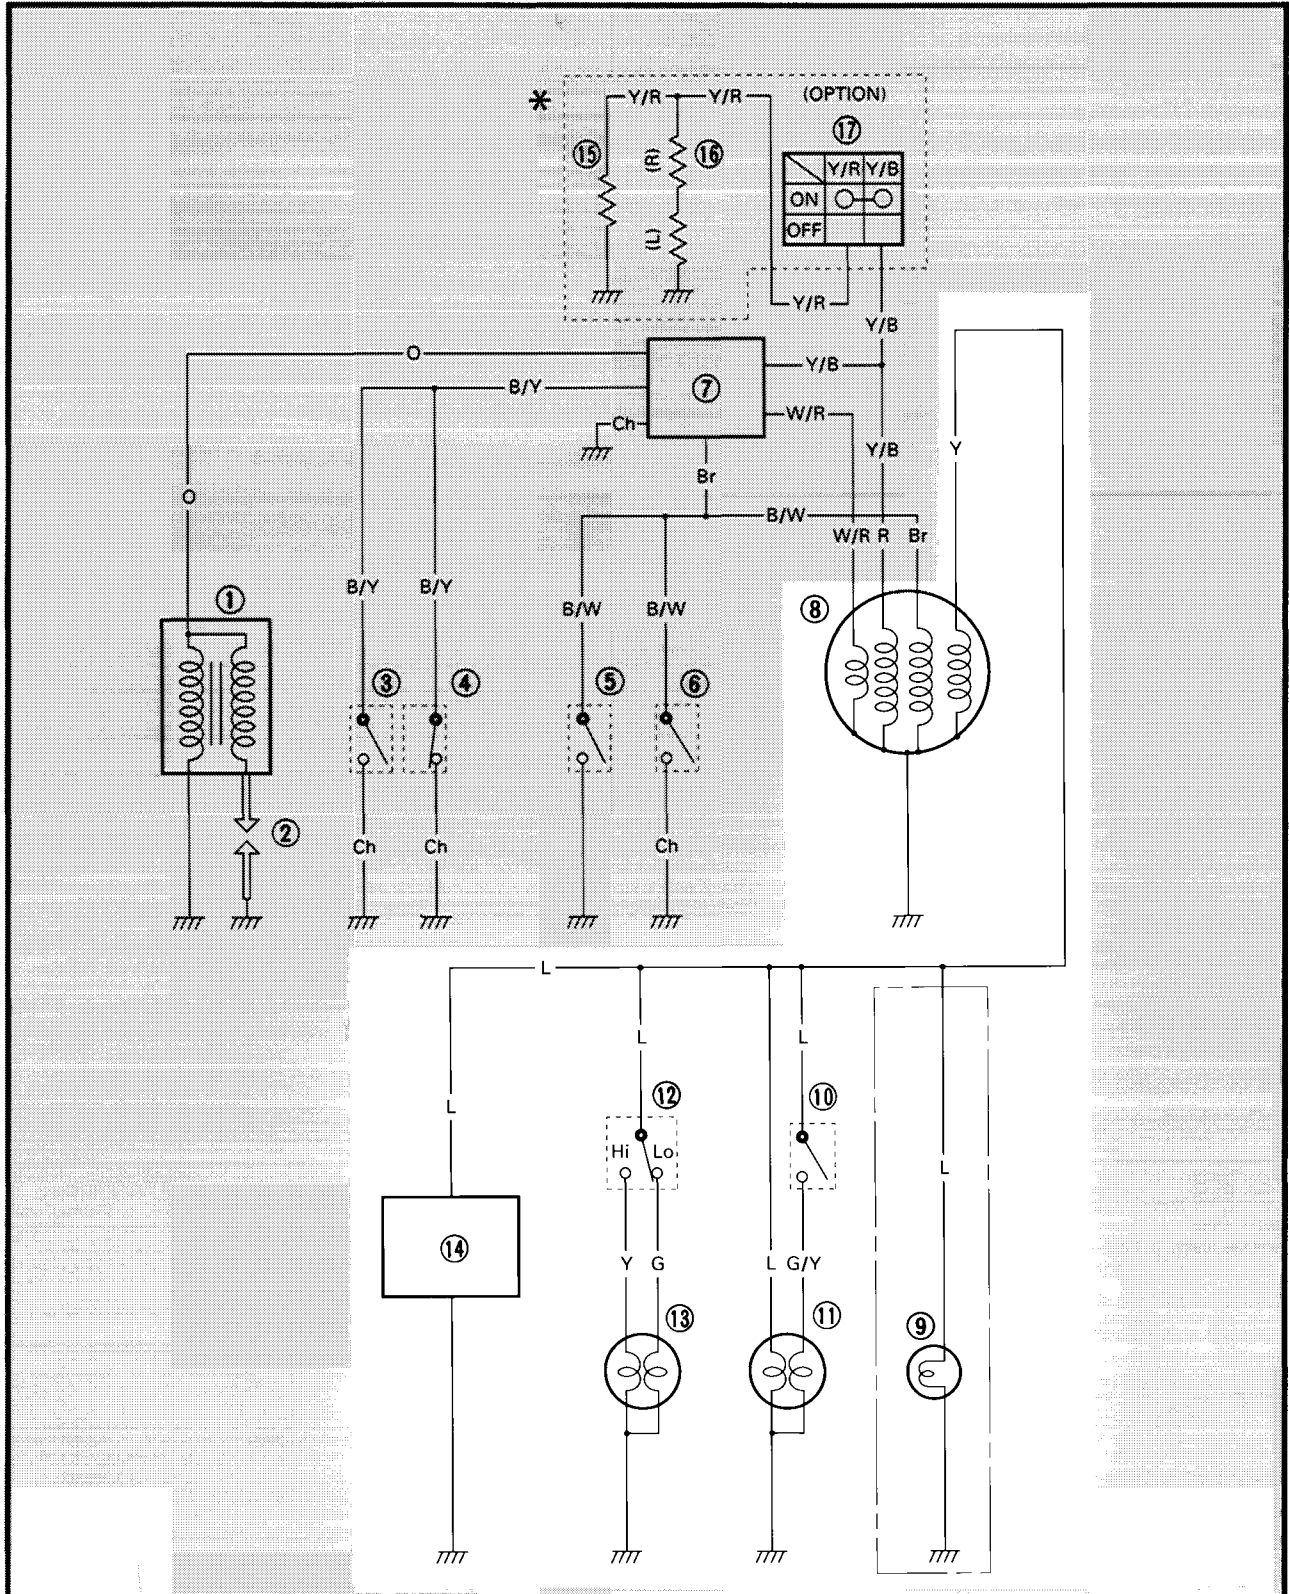 * Y/R Y/R (OPTION)
17
15 (R) 16 Y/R Y/B
ON
(L) OFF
Y/R
Y/B
O
B/Y 7 Y/B
Ch W/R
Y/B Y
Br
O
B/W
W/R R Br
B/Y B/Y B/W B/W
1 8
3 4 5 6
2
Ch Ch Ch
L
L L
L 12 10
Hi Lo
L
14 Y G L G/Y
13 11 9